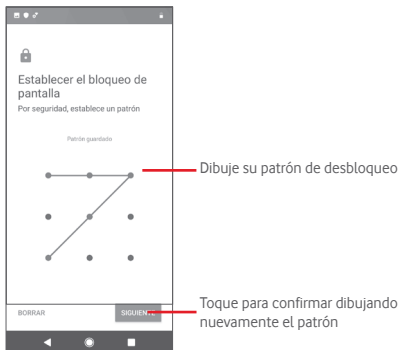 Establecer el bloqueo de
pantalla
Por seguridad, establece un patrón
Patrón guardado
Dibuje su patrón de desbloqueo
BORRAR
SIGUIENTE
Toque para confirmar dibujando
nuevamente el patrón